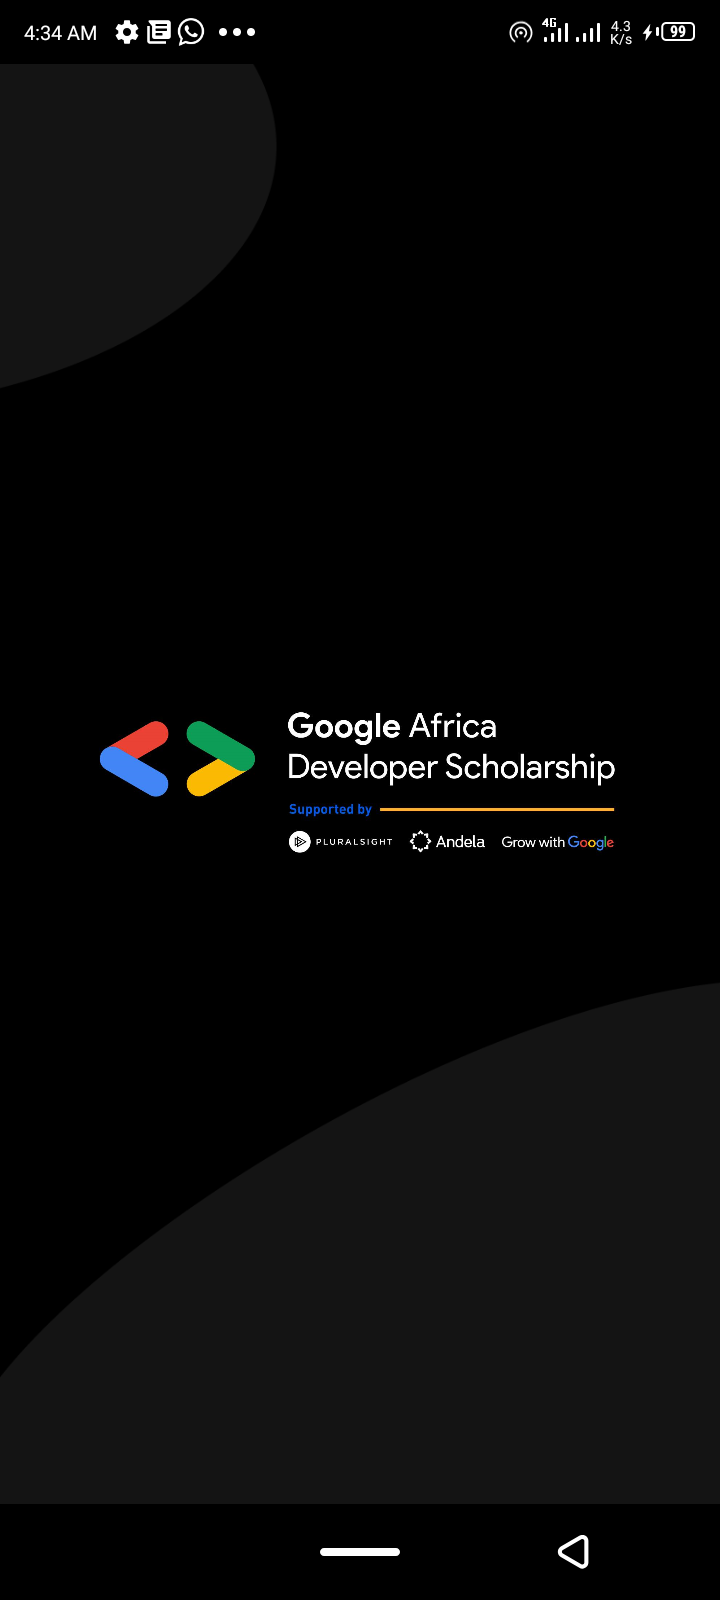 4:34 AM 4G 4.3 K/s 99
Google Africa
Developer Scholarship
Supported by
PLURALSIGHT Andela Grow with Google